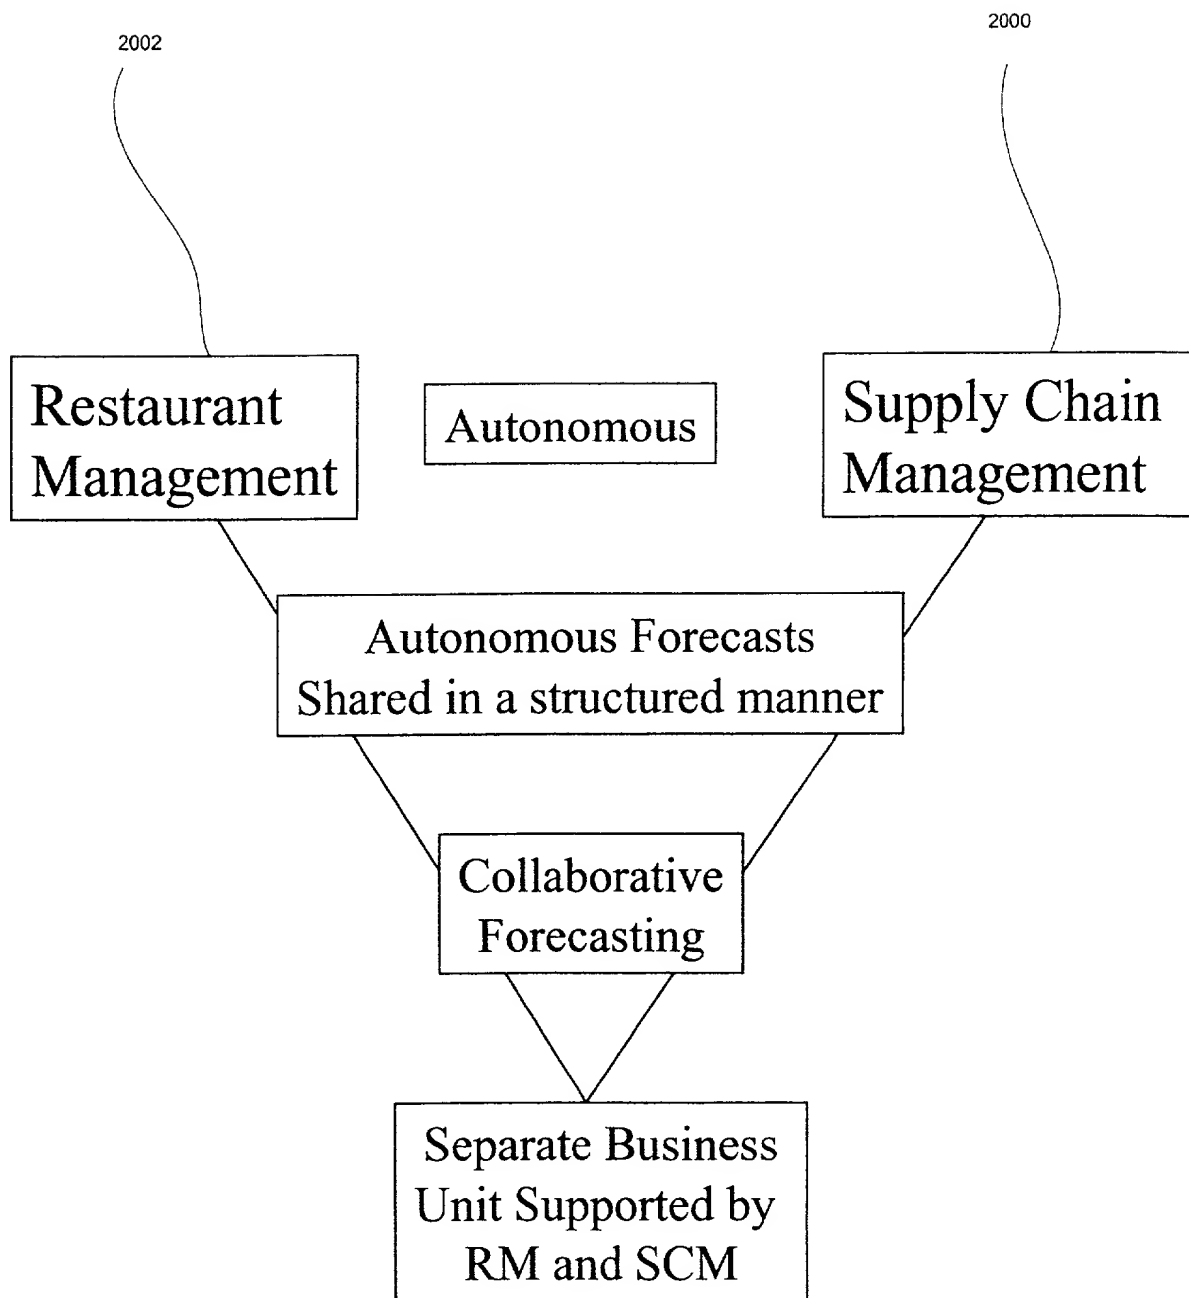 2002
2000
Restaurant
Management
Autonomous
Supply Chain
Management
Autonomous Forecasts
Shared in a structured manner
Collaborative
Forecasting
Separate Business
Unit Supported by
RM and SCM